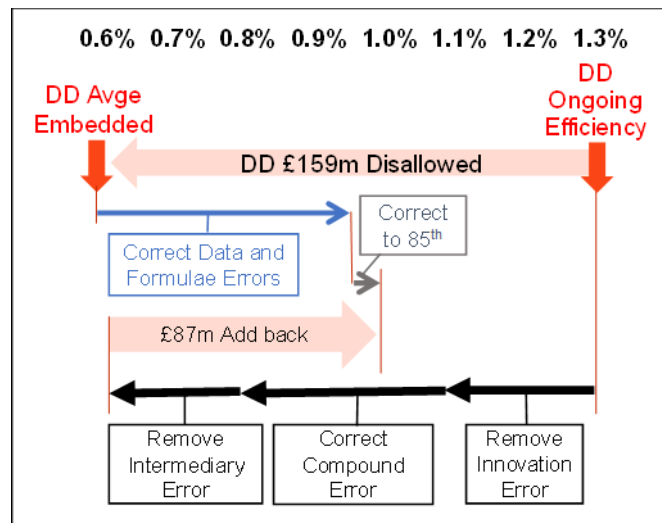 0.6% 0.7% 0.8% 0.9% 1.0% 1.1% 1.2% 1.3%
DD Avge
Embedded
DD
Ongoing
Efficiency
DD £159m Disallowed
Correct
to 85th
Correct Data and
Formulae Errors
£87m Add back
Remove
Intermediary
Error
Correct
Compound
Error
Remove
Innovation
Error